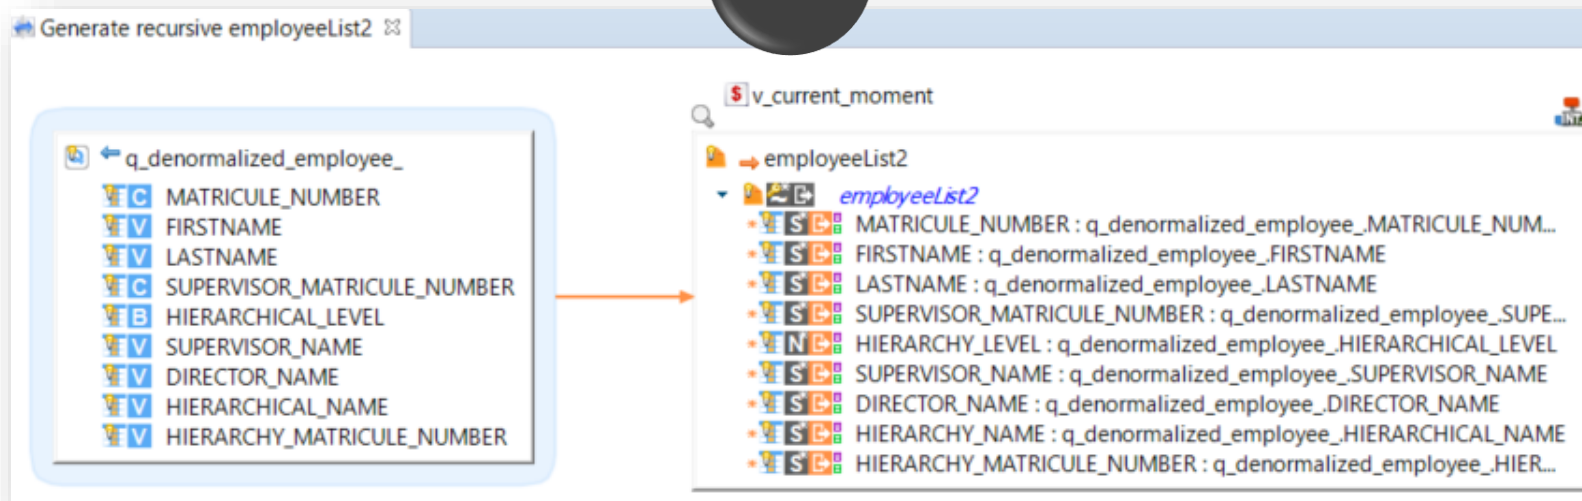 Generate recursive employeeList2
v_current_moment
q_denormalized_employee_
C MATRICULE_NUMBER
V FIRSTNAME
V LASTNAME
C SUPERVISOR_MATRICULE_NUMBER
B HIERARCHICAL_LEVEL
V SUPERVISOR_NAME
V DIRECTOR_NAME
V HIERARCHICAL_NAME
V HIERARCHY_MATRICULE_NUMBER
INT
employeeList2
employeeList2
S MATRICULE_NUMBER : q_denormalized_employee_.MATRICULE_NUM...
S FIRSTNAME : q_denormalized_employee_.FIRSTNAME
S LASTNAME : q_denormalized_employee_.LASTNAME
S SUPERVISOR_MATRICULE_NUMBER : q_denormalized_employee_.SUPE...
N HIERARCHY_LEVEL : q_denormalized_employee_.HIERARCHICAL_LEVEL
S SUPERVISOR_NAME : q_denormalized_employee_.SUPERVISOR_NAME
S DIRECTOR_NAME : q_denormalized_employee_.DIRECTOR_NAME
S HIERARCHY_NAME : q_denormalized_employee_.HIERARCHICAL_NAME
S HIERARCHY_MATRICULE_NUMBER : q_denormalized_employee_.HIER...